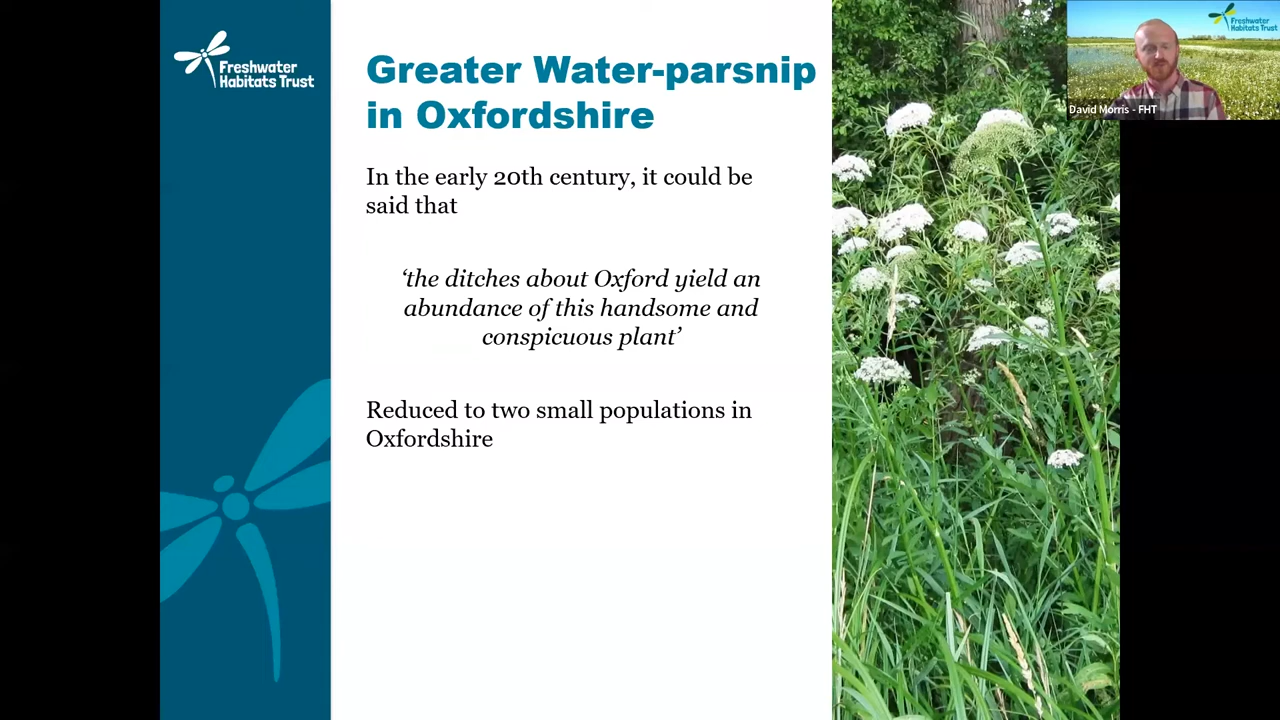 Freshwater
Habitats Trust
Greater Water-parsnip
in Oxfordshire
In the early 20th century, it could be
said that
‘the ditches about Oxford yield an
abundance of this handsome and
conspicuous plant’
Reduced to two small populations in
Oxfordshire
Freshwater
Habitats Trust
David Morris - FHT